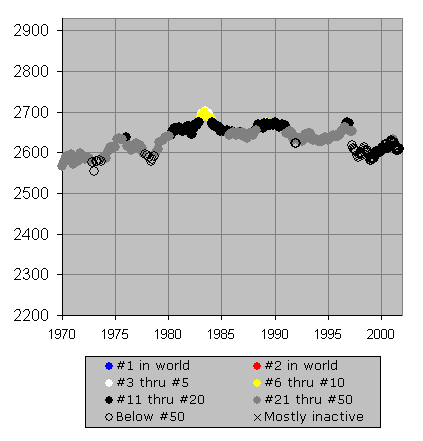 2900
2800
2700
2600
2500
2400
2300
2200
1970 1975 1980 1985 1990 1995 2000
#1 in world #2 in world
#3 thru #5 #6 thru #10
#11 thru #20 #21 thru #50
Below #50 Mostly inactive